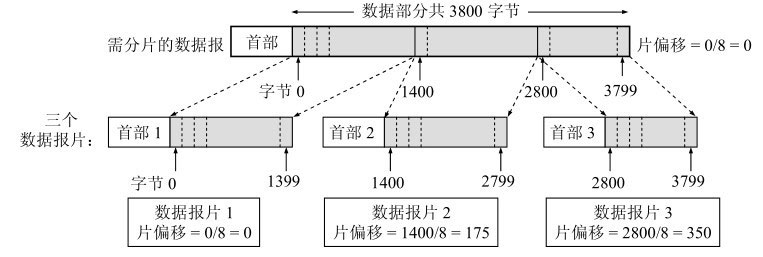 数据部分共 3800 字节
需分片的数据报 首部 片偏移 = 0/8 = 0
字节 0 1400 2800 3799
三个
数据报片：
首部 1 首部 2 首部 3
字节 0 1399 1400 2799 2800 3799
数据报片 1
片偏移 = 0/8 = 0
数据报片 2
片偏移 = 1400/8 = 175
数据报片 3
片偏移 = 2800/8 = 350